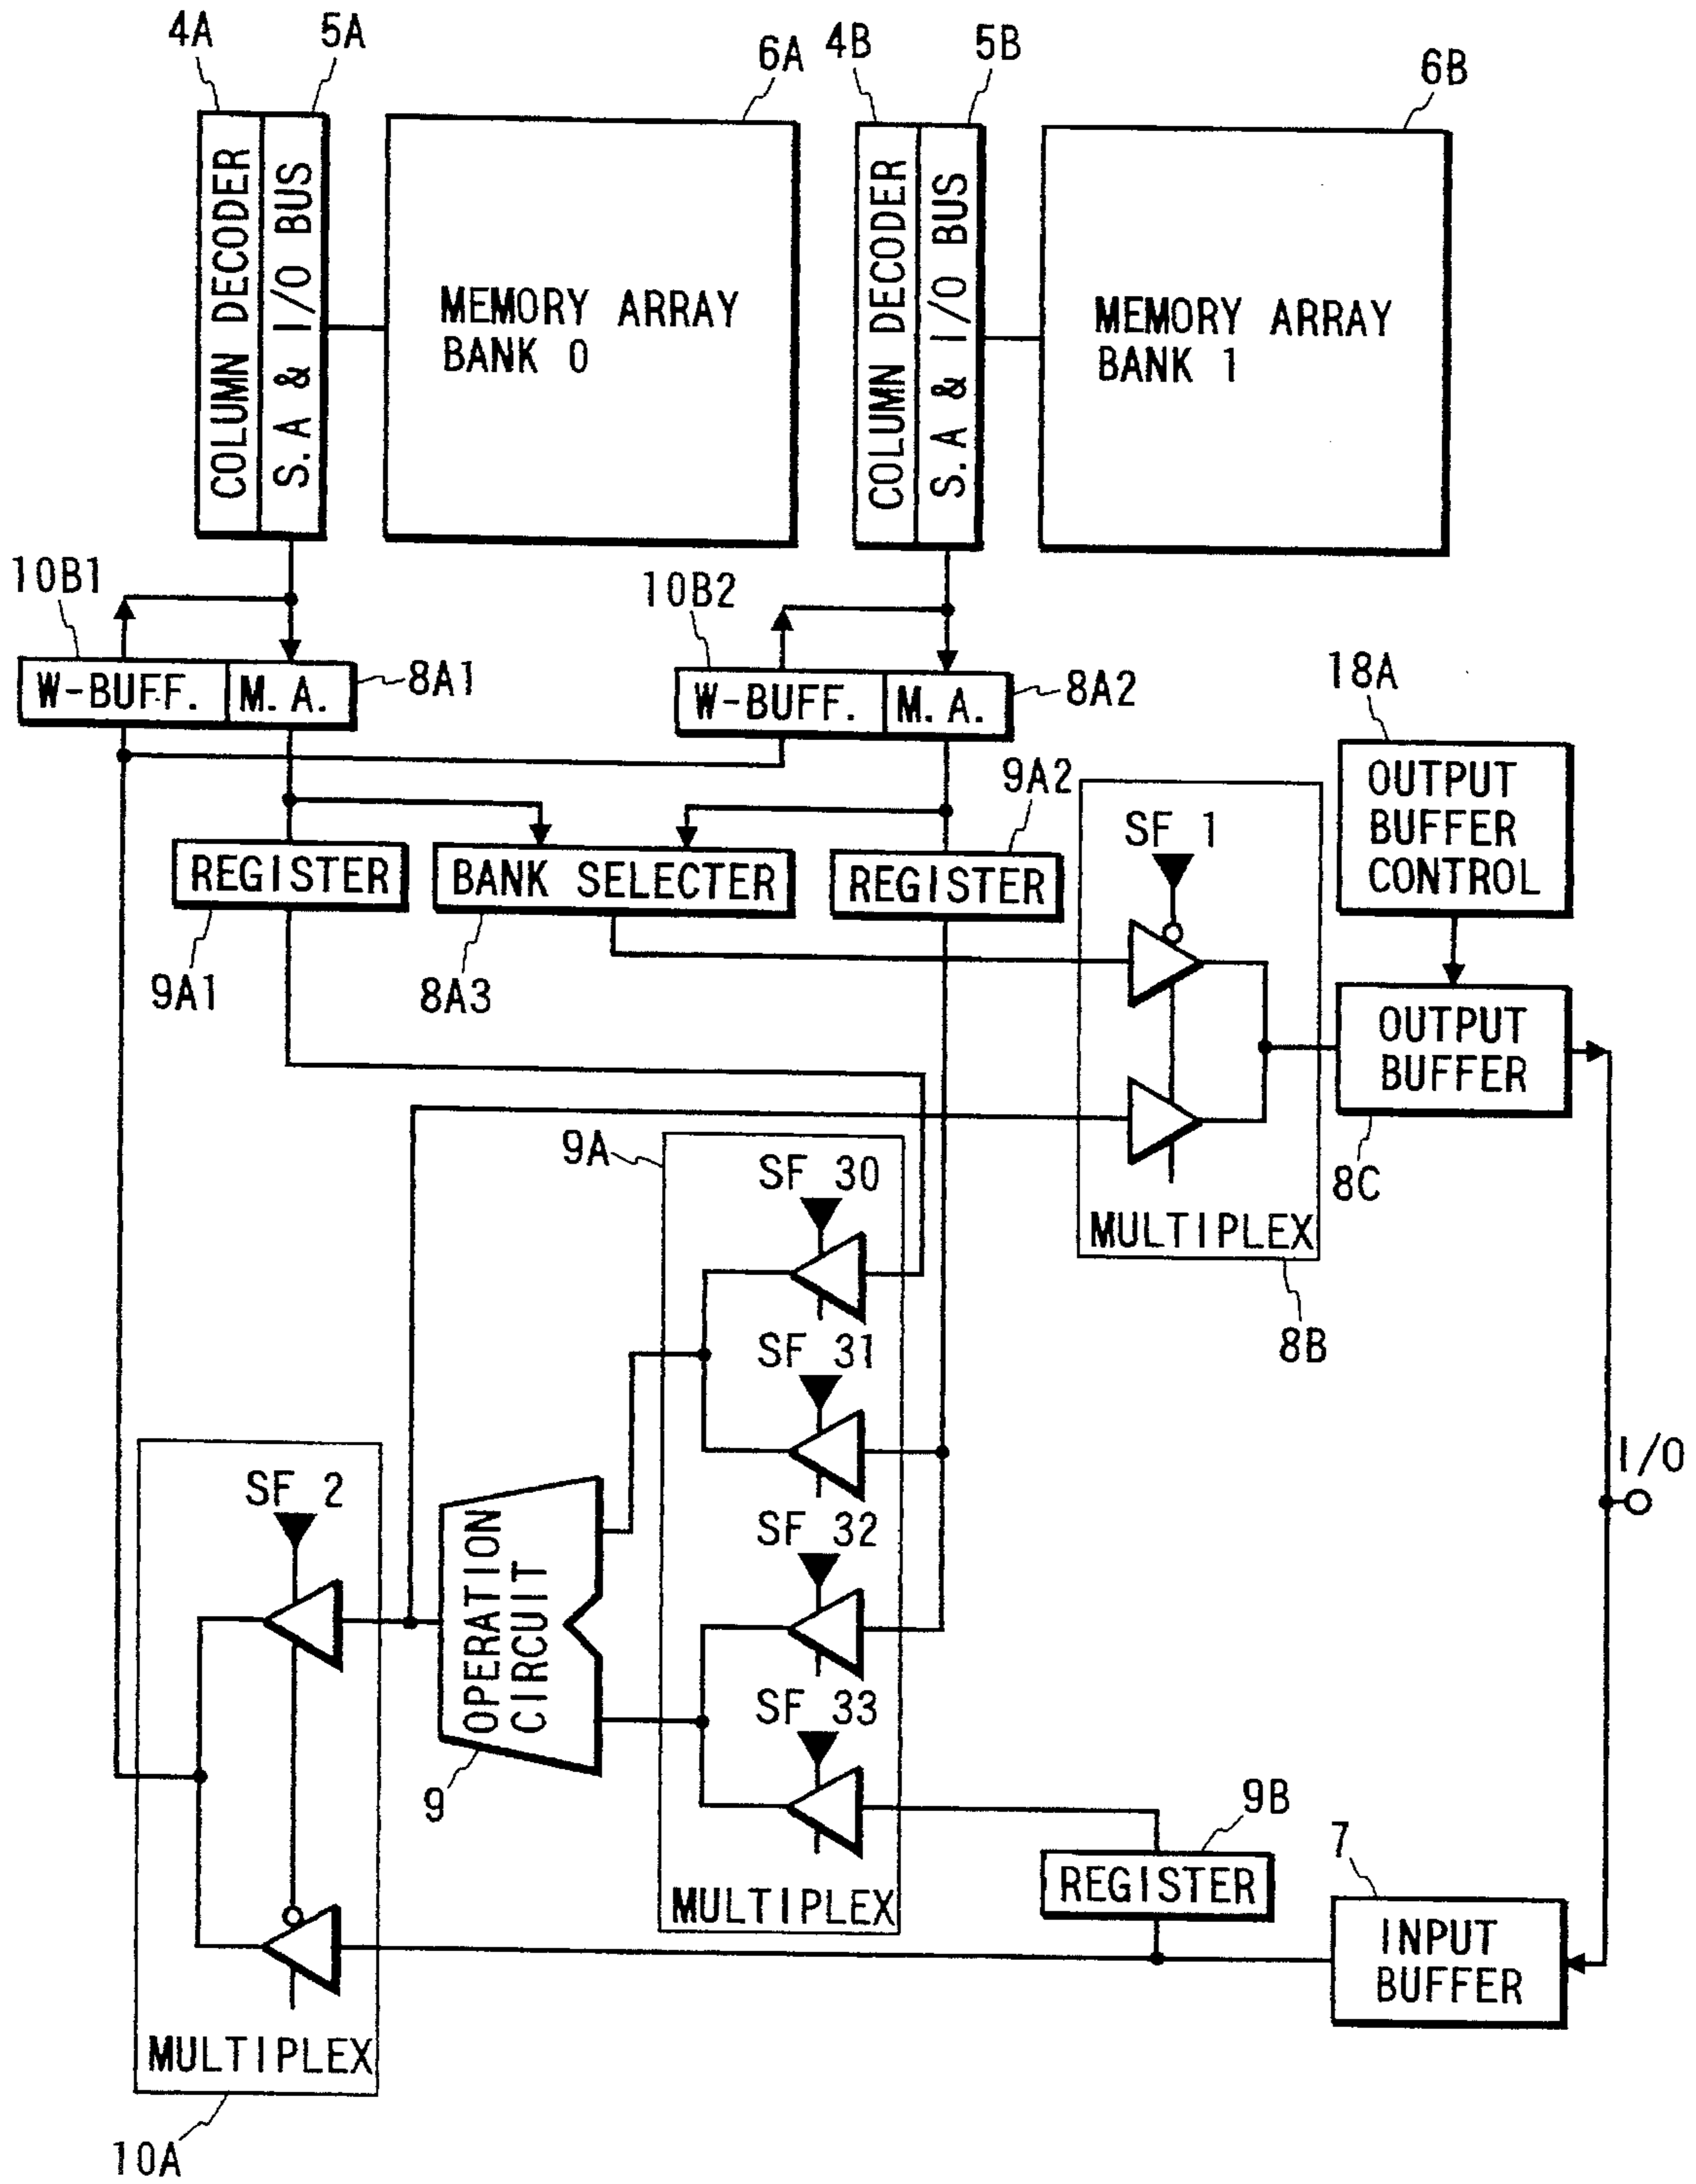 4A
5A
6A
4B
5B
6B
COLUMN DECODER
S.A & I/O BUS
MEMORY ARRAY
BANK 0
COLUMN DECODER
S.A & I/O BUS
MEMORY ARRAY
BANK 1
10B1
W-BUFF.
M.A.
8A1
10B2
W-BUFF.
M.A.
8A2
18A
OUTPUT
BUFFER
CONTROL
9A2
REGISTER
9A1
BANK SELECTER
8A3
REGISTER
SF 1
MULTIPLEX
8B
OUTPUT
BUFFER
8C
9A
SF 30
SF 31
SF 32
SF 33
MULTIPLEX
I/O
SF 2
MULTIPLEX
10A
OPERATION
CIRCUIT
9
9B
REGISTER
7
INPUT
BUFFER